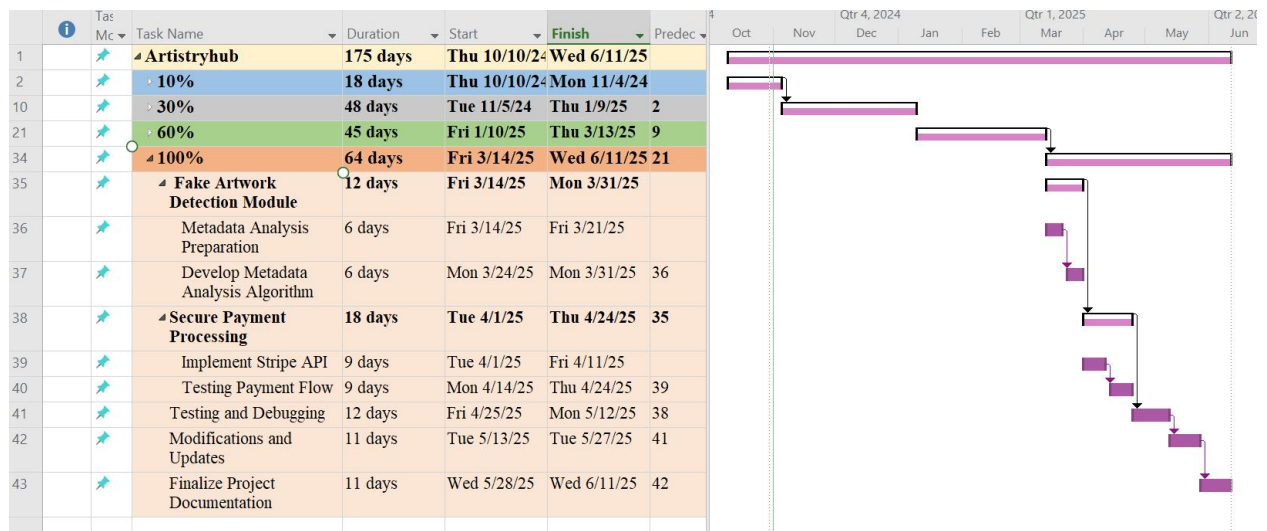 4 Qtr 4, 2024 Qtr 1, 2025 Qtr 2, 20
Tas
Mc Task Name Duration Start Finish Predec Oct Nov Dec Jan Feb Mar Apr May Jun
1 Artistryhub 175 days Thu 10/10/24 Wed 6/11/25
2 10% 18 days Thu 10/10/24 Mon 11/4/24
10 30% 48 days Tue 11/5/24 Thu 1/9/25 2
21 60% 45 days Fri 1/10/25 Thu 3/13/25 9
34 100% 64 days Fri 3/14/25 Wed 6/11/25 21
35 Fake Artwork 12 days Fri 3/14/25 Mon 3/31/25
Detection Module
36 Metadata Analysis 6 days Fri 3/14/25 Fri 3/21/25
Preparation
37 Develop Metadata 6 days Mon 3/24/25 Mon 3/31/25 36
Analysis Algorithm
38 Secure Payment 18 days Tue 4/1/25 Thu 4/24/25 35
Processing
39 Implement Stripe API 9 days Tue 4/1/25 Fri 4/11/25
40 Testing Payment Flow 9 days Mon 4/14/25 Thu 4/24/25 39
41 Testing and Debugging 12 days Fri 4/25/25 Mon 5/12/25 38
42 Modifications and 11 days Tue 5/13/25 Tue 5/27/25 41
Updates
43 Finalize Project 11 days Wed 5/28/25 Wed 6/11/25 42
Documentation